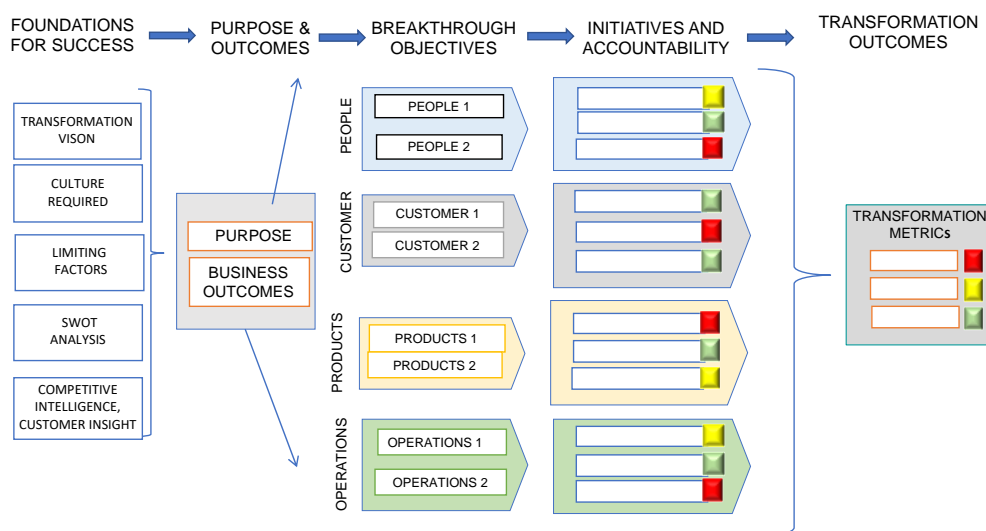 FOUNDATIONS
FOR SUCCESS
PURPOSE &
OUTCOMES
BREAKTHROUGH
OBJECTIVES
INITIATIVES AND
ACCOUNTABILITY
TRANSFORMATION
OUTCOMES
TRANSFORMATION
VISON
CULTURE
REQUIRED
LIMITING
FACTORS
SWOT
ANALYSIS
COMPETITIVE
INTELLIGENCE,
CUSTOMER INSIGHT
PURPOSE
BUSINESS
OUTCOMES
PEOPLE
PEOPLE 1
PEOPLE 2
CUSTOMER
CUSTOMER 1
CUSTOMER 2
PRODUCTS
PRODUCTS 1
PRODUCTS 2
OPERATIONS
OPERATIONS 1
OPERATIONS 2
TRANSFORMATION
METRICs